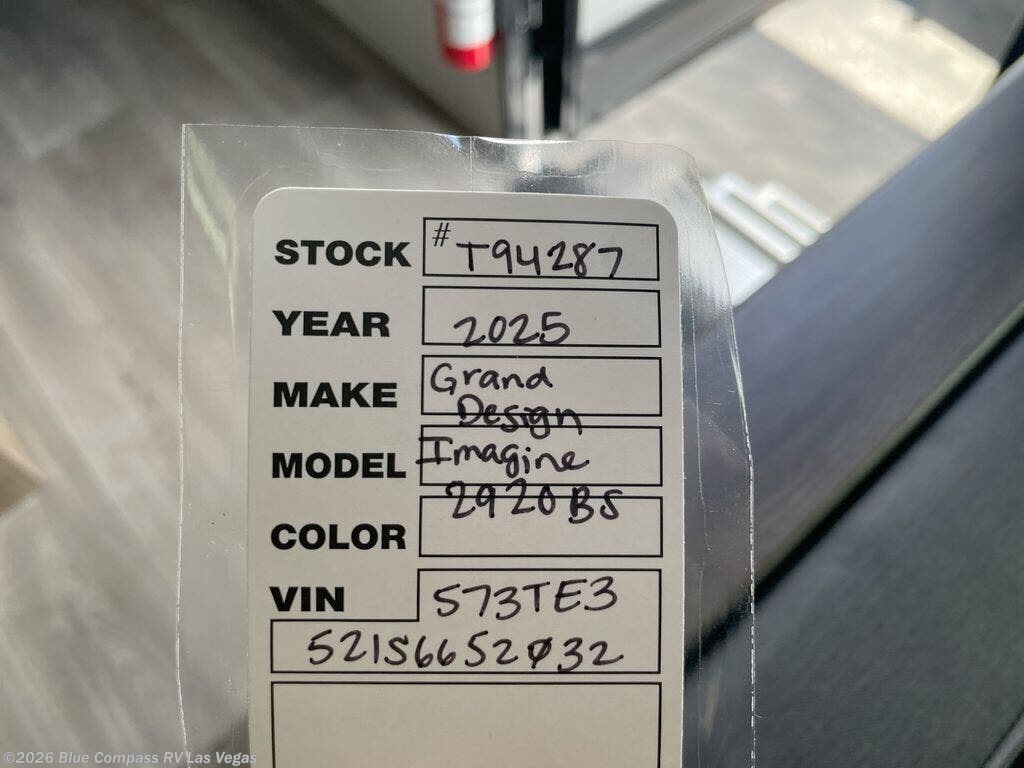 STOCK # T94287
YEAR 2025
MAKE Grand
Design
MODEL Imagine
2920BS
COLOR
VIN 573TE3
521S6652032
©2026 Blue Compass RV Las Vegas